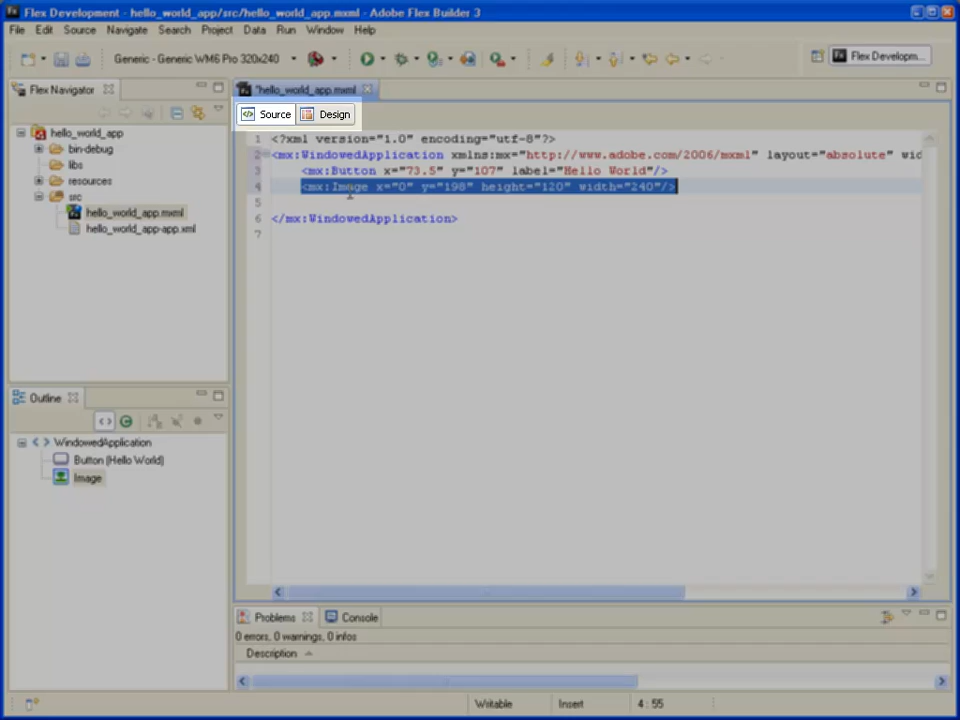 Flex Development - hello_world_app/src/hello_world_app.mxml - Adobe Flex Builder 3
File Edit Source Navigate Search Project Data Run Window Help
Generic - Generic WM6 Pro 320x240
Flex Developm...
Flex Navigator
hello_world_app
bin-debug
libs
resources
src
hello_world_app.mxml
hello_world_app-app.xml
Outline
WindowedApplication
Button (Hello World)
Image
*hello_world_app.mxml
Source Design
1 <?xml version="1.0" encoding="utf-8"?>
2 <mx:WindowedApplication xmlns:mx="http://www.adobe.com/2006/mxml" layout="absolute" wid
3 <mx:Button x="73.5" y="107" label="Hello World"/>
4 <mx:Image x="0" y="198" height="120" width="240"/>
5
6 </mx:WindowedApplication>
7
Problems Console
0 errors, 0 warnings, 0 infos
Description
Writable Insert 4 : 55